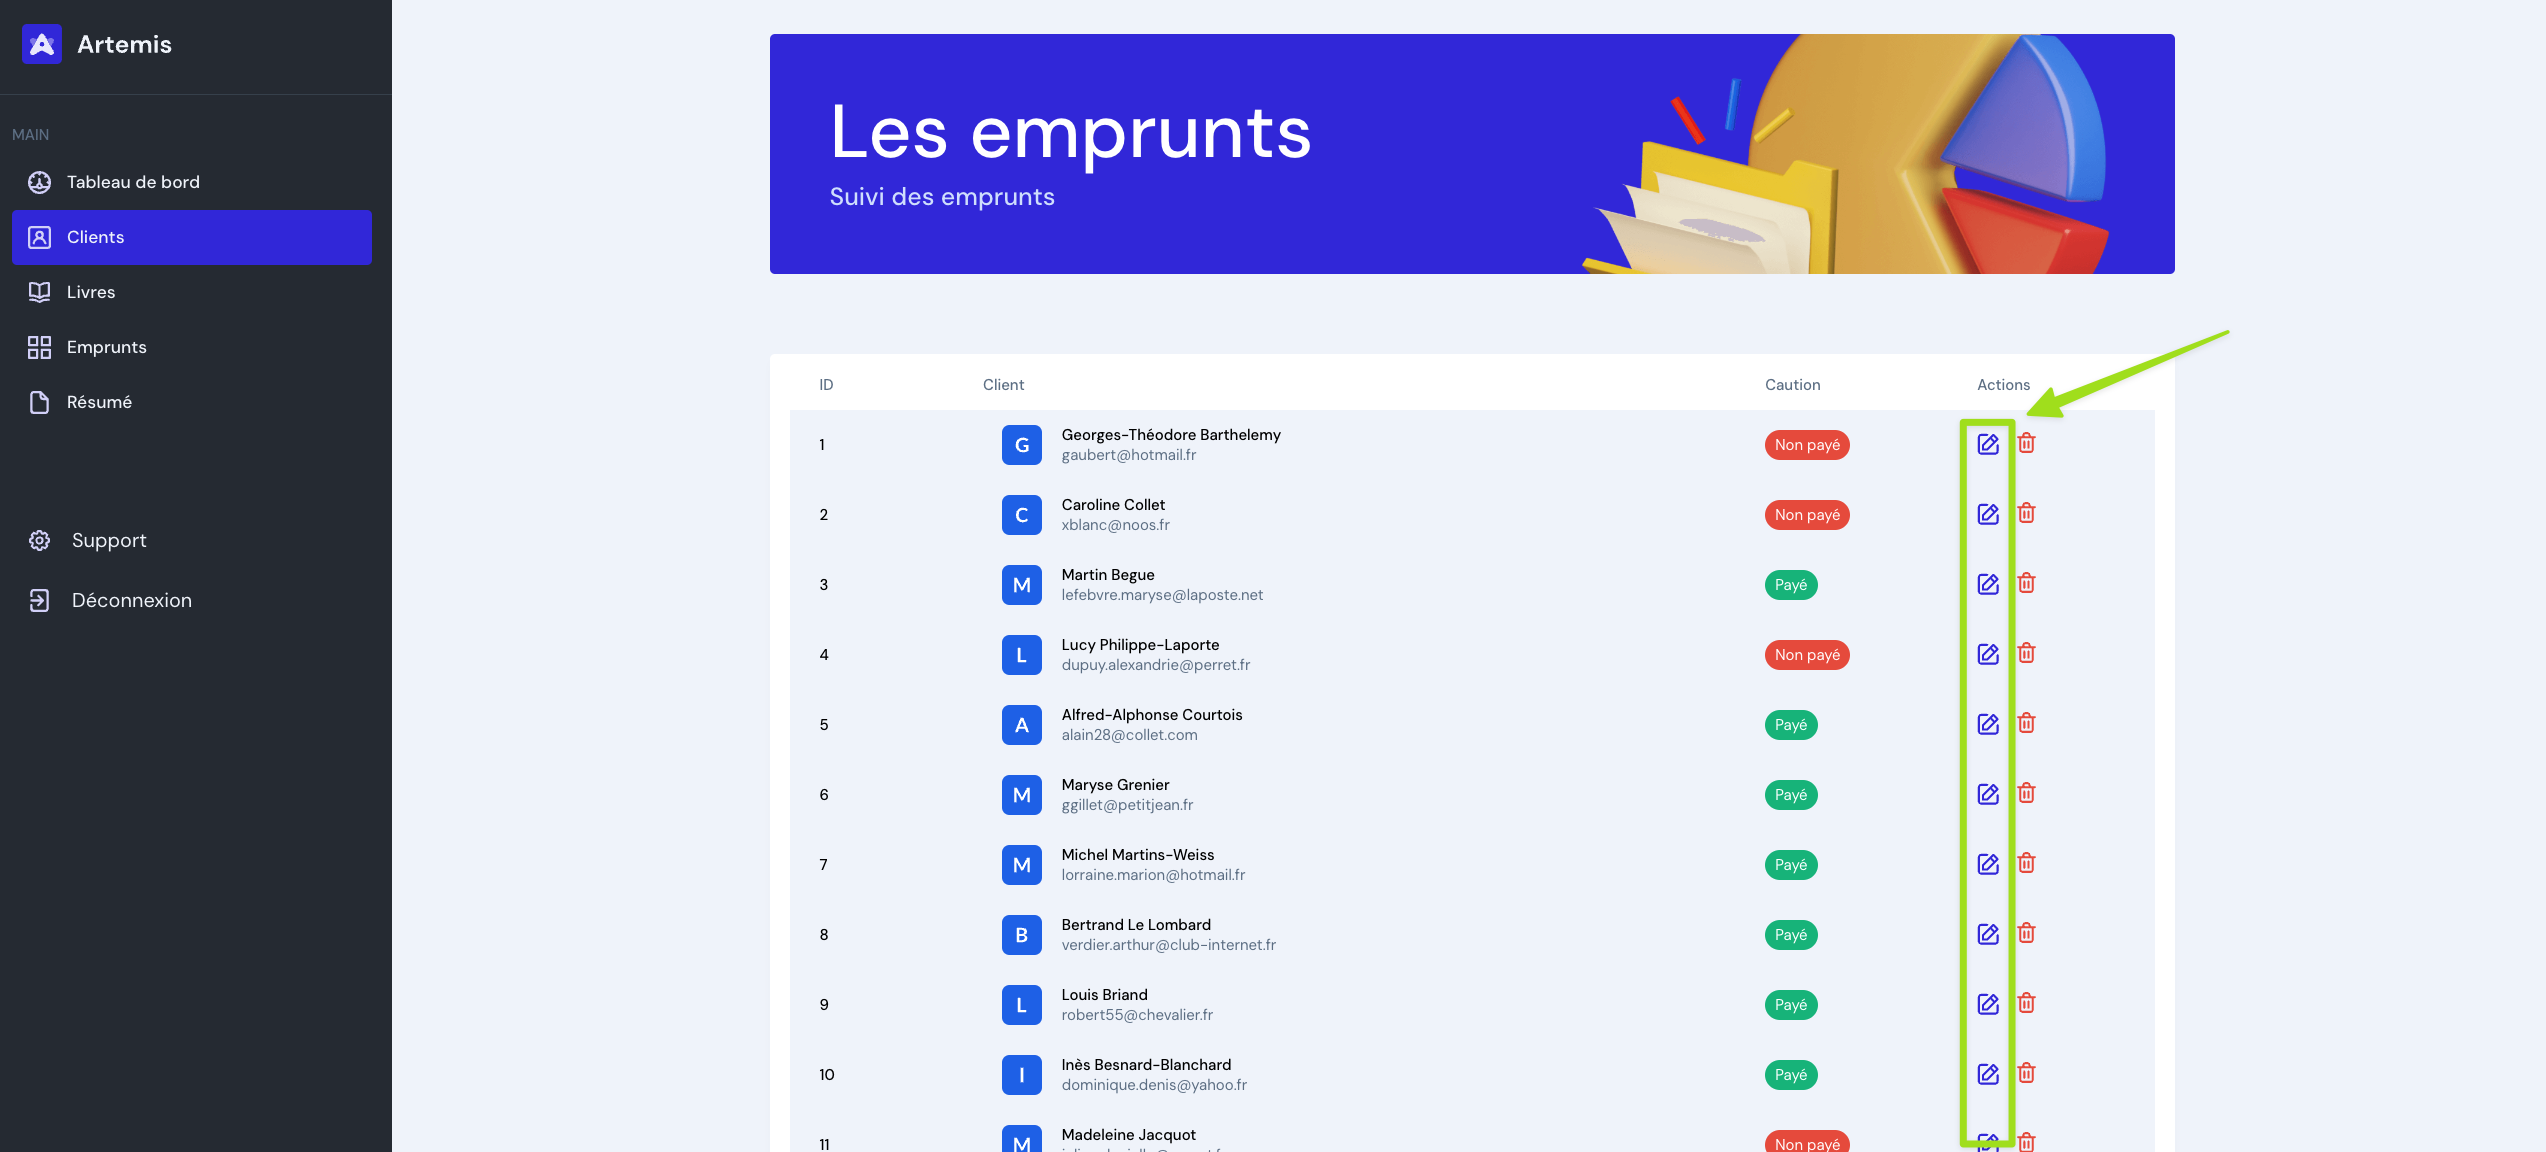 Artemis
MAIN
Tableau de bord
Clients
Livres
Emprunts
Résumé
Support
Déconnexion
Les emprunts
Suivi des emprunts
ID Client Caution Actions
1 G Georges-Théodore Barthelemy Non payé
gaubert@hotmail.fr
2 C Caroline Collet Non payé
xblanc@noos.fr
3 M Martin Begue Payé
lefebvre.maryse@laposte.net
4 L Lucy Philippe-Laporte Non payé
dupuy.alexandrie@perret.fr
5 A Alfred-Alphonse Courtois Payé
alain28@collet.com
6 M Maryse Grenier Payé
ggillet@petitjean.fr
7 M Michel Martins-Weiss Payé
lorraine.marion@hotmail.fr
8 B Bertrand Le Lombard Payé
verdier.arthur@club-internet.fr
9 L Louis Briand Payé
robert55@chevalier.fr
10 I Inès Besnard-Blanchard Payé
dominique.denis@yahoo.fr
11 M Madeleine Jacquot Non payé